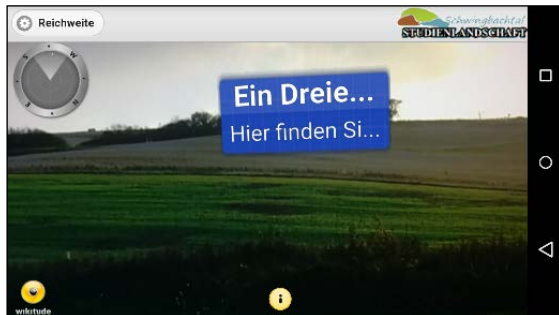 Reichweite
Schwingbachtal
STUDIENLANDSCHAFT
S W
E N
Ein Dreie...
Hier finden Si...
i
wikitude